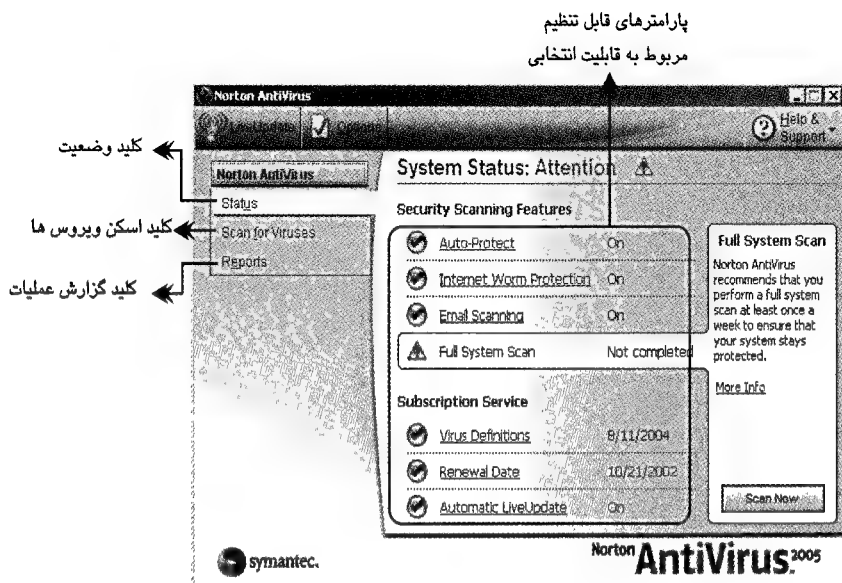 پارامترهای قابل تنظیم
مربوط به قابلیت انتخابی
Norton AntiVirus
LiveUpdate
Options
Help &
Support
کلید وضعیت
کلید اسکن ویروس ها
کلید گزارش عملیات
Norton AntiVirus
Status
Scan for Viruses
Reports
System Status: Attention
Security Scanning Features
Auto-Protect On
Internet Worm Protection On
Email Scanning On
Full System Scan Not completed
Subscription Service
Virus Definitions 8/11/2004
Renewal Date 10/21/2002
Automatic LiveUpdate On
Full System Scan
Norton AntiVirus
recommends that you
perform a full system
scan at least once a
week to ensure that
your system stays
protected.
More Info
Scan Now
symantec.
Norton AntiVirus 2005